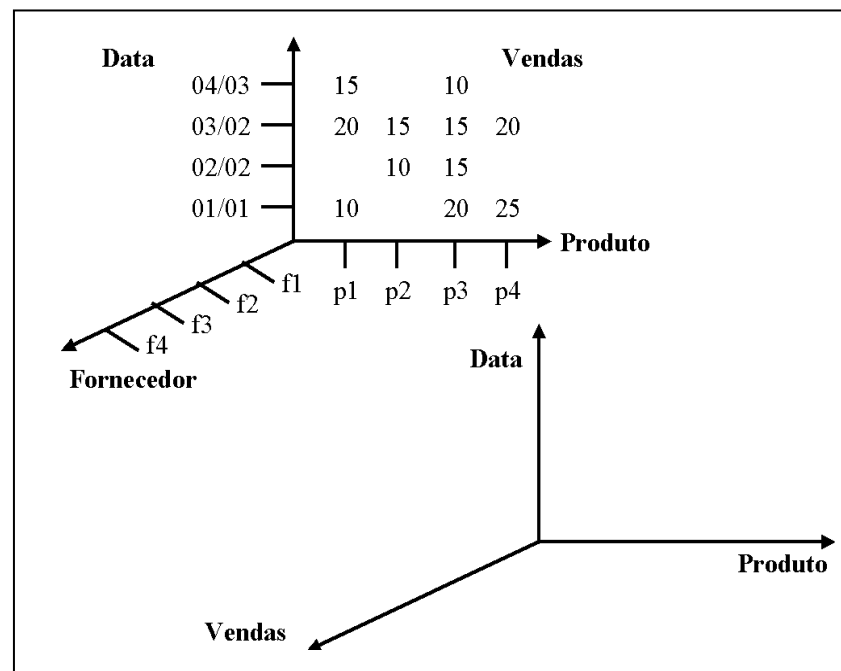 Data Vendas
04/03 15 10
03/02 20 15 15 20
02/02 10 15
01/01 10 20 25
Produto
f1 p1 p2 p3 p4
f2
f3
f4
Fornecedor
Data
Produto
Vendas